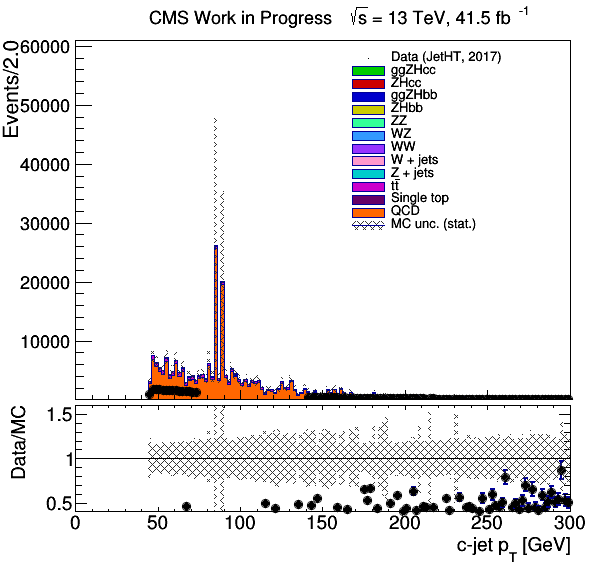 CMS Work in Progress √s = 13 TeV, 41.5 fb⁻¹
Events/2.0
60000
50000
40000
30000
20000
10000
Data (JetHT, 2017)
ggZHcc
ZHcc
ggZHbb
ZHbb
ZZ
WZ
WW
W + jets
Z + jets
tt̄
Single top
QCD
MC unc. (stat.)
Data/MC
1.5
1
0.5
0 50 100 150 200 250 300
c-jet p_T [GeV]